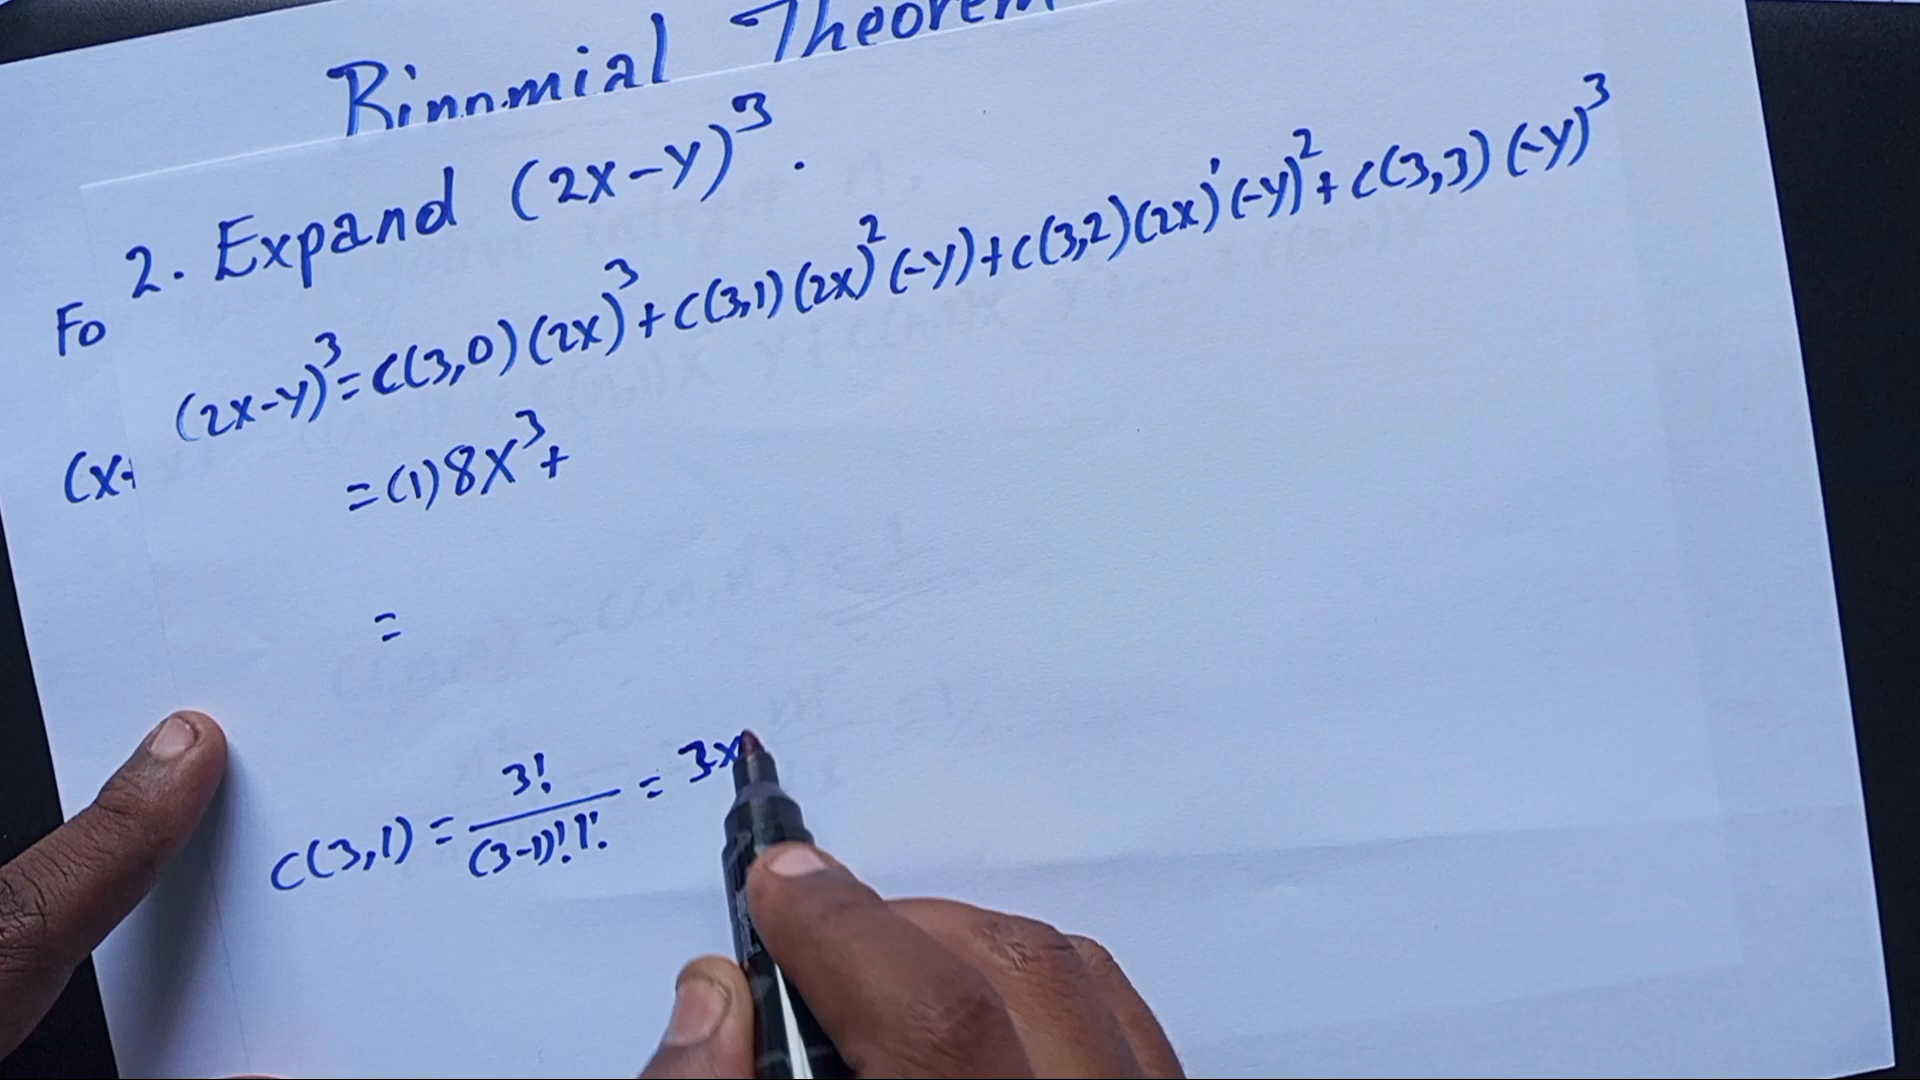 Binomial Theorem
2. Expand (2x-y)³.
Fo
(2x-y)³=C(3,0)(2x)³+C(3,1)(2x)²(-y)+C(3,2)(2x)¹(-y)²+C(3,3)(-y)³
(x+
=(1)8x³+
=
C(3,1)=3!/(3-1)!1!=3x